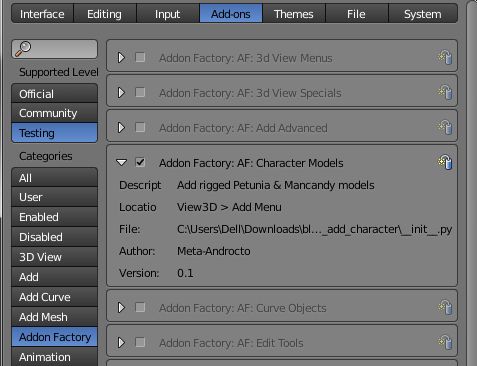 Interface Editing Input Add-ons Themes File System
Supported Level
Official
Community
Testing
Categories
All
User
Enabled
Disabled
3D View
Add
Add Curve
Add Mesh
Addon Factory
Animation
Addon Factory: AF: 3d View Menus
Addon Factory: AF: 3d View Specials
Addon Factory: AF: Add Advanced
Addon Factory: AF: Character Models
Descript Add rigged Petunia & Mancandy models
Locatio View3D > Add Menu
File: C:\Users\Dell\Downloads\bl..._add_character\__init__.py
Author: Meta-Androcto
Version: 0.1
Addon Factory: AF: Curve Objects
Addon Factory: AF: Edit Tools